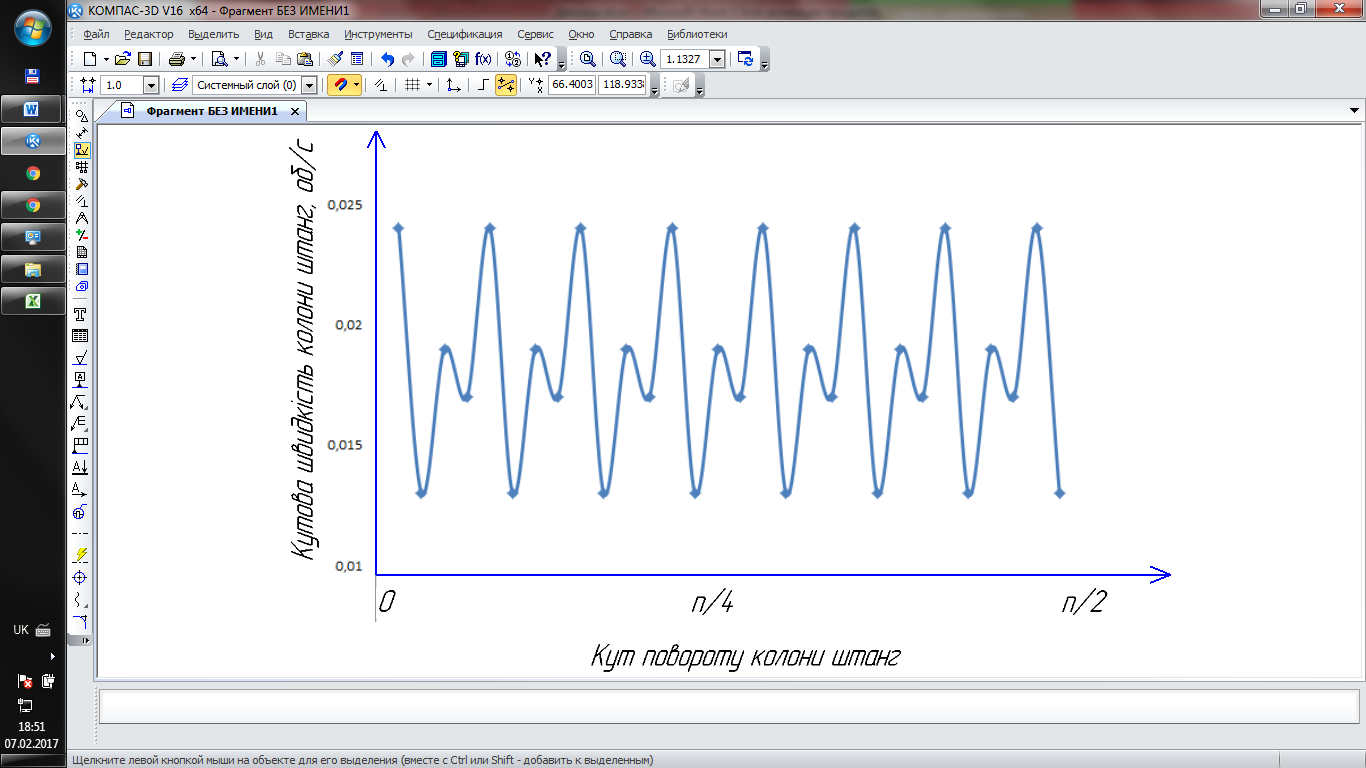 КОМПАС-3D V16 x64 - Фрагмент БЕЗ ИМЕНИ1
Файл Редактор Выделить Вид Вставка Инструменты Спецификация Сервис Окно Справка Библиотеки
f(x) 1.1327
1.0 Системный слой (0) 66.4003 118.933
Фрагмент БЕЗ ИМЕНИ1
Кутова швидкість колони штанг, об/с
0,025
0,02
0,015
0,01
0 п/4 п/2
Кут повороту колони штанг
UK
18:51
07.02.2017
Щелкните левой кнопкой мыши на объекте для его выделения (вместе с Ctrl или Shift - добавить к выделенным)